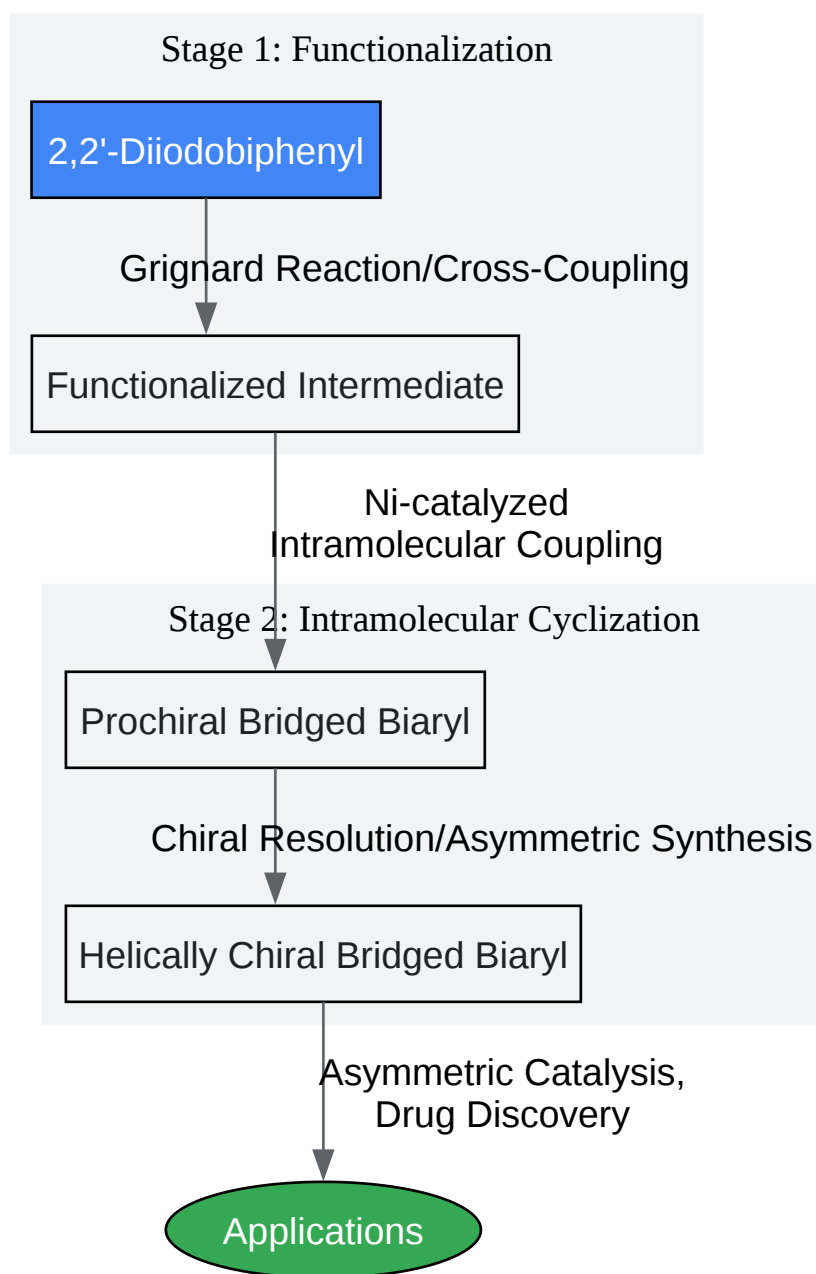 Stage 1: Functionalization
2,2'-Diiodobiphenyl
Grignard Reaction/Cross-Coupling
Functionalized Intermediate
Ni-catalyzed
Intramolecular Coupling
Stage 2: Intramolecular Cyclization
Prochiral Bridged Biaryl
Chiral Resolution/Asymmetric Synthesis
Helically Chiral Bridged Biaryl
Asymmetric Catalysis,
Drug Discovery
Applications